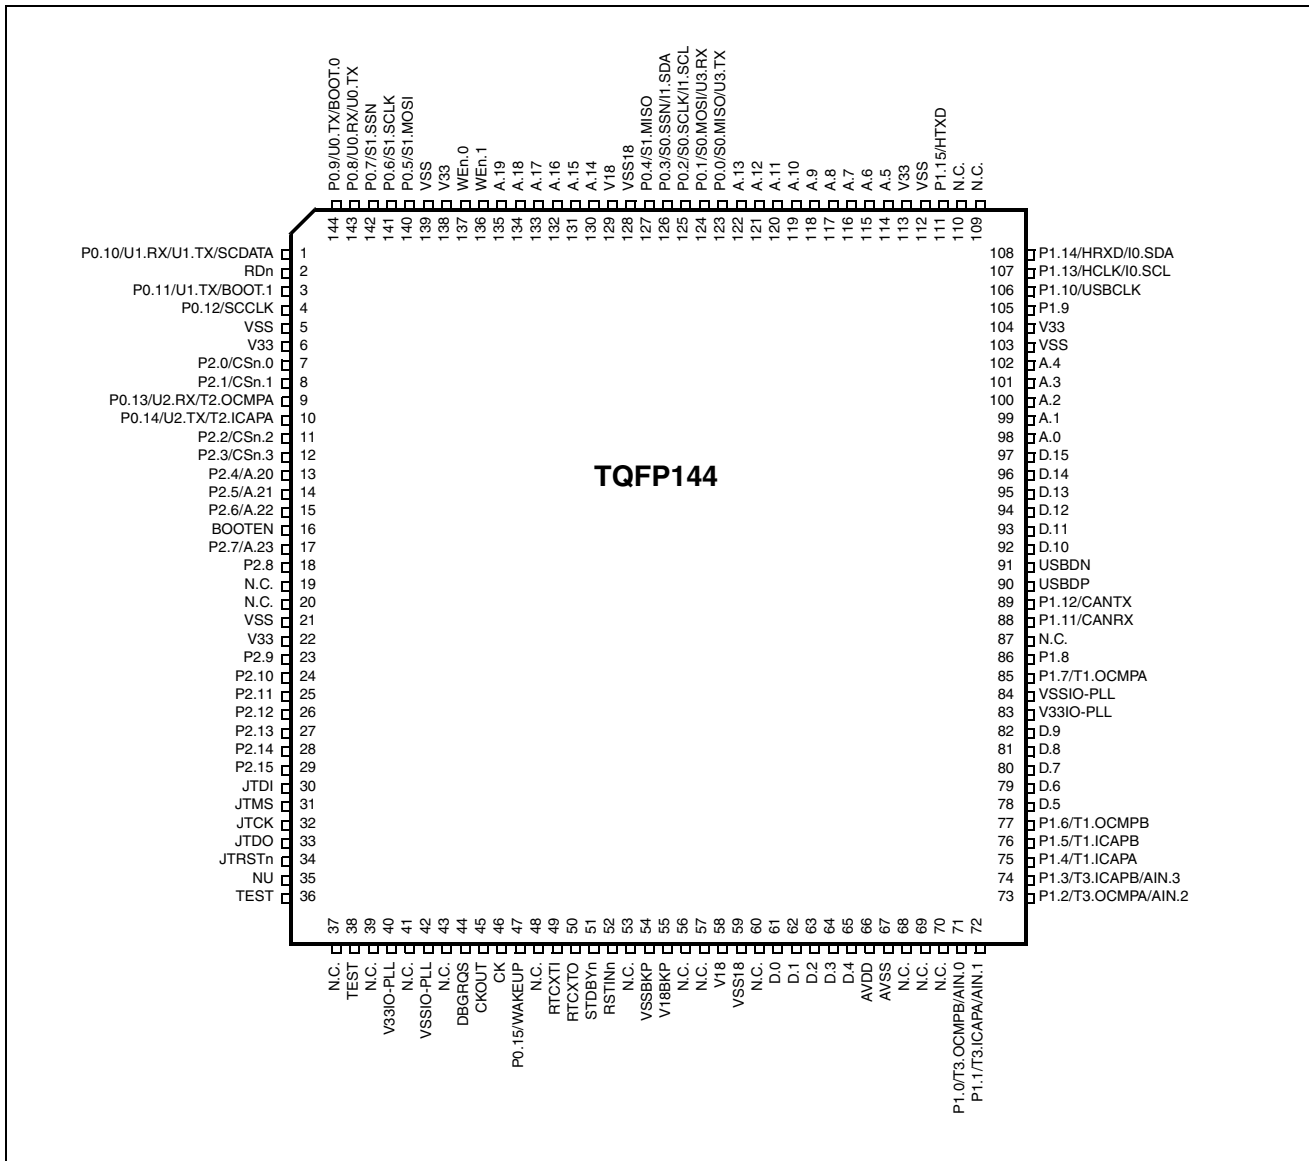 P0.9/U0.TX/BOOT.0
P0.8/U0.RX/U0.TX
P0.7/S1.SSN
P0.6/S1.SCLK
P0.5/S1.MOSI
VSS
V33
WEn.0
WEn.1
A.19
A.18
A.17
A.16
A.15
A.14
V18
VSS18
P0.4/S1.MISO
P0.3/S0.SSN/I1.SDA
P0.2/S0.SCLK/I1.SCL
P0.1/S0.MOSI/U3.RX
P0.0/S0.MISO/U3.TX
A.13
A.12
A.11
A.10
A.9
A.8
A.7
A.6
A.5
V33
VSS
P1.15/HTXD
N.C.
N.C.
144
143
142
141
140
139
138
137
136
135
134
133
132
131
130
129
128
127
126
125
124
123
122
121
120
119
118
117
116
115
114
113
112
111
110
109
P0.10/U1.RX/U1.TX/SCDATA 1
RDn 2
P0.11/U1.TX/BOOT.1 3
P0.12/SCCLK 4
VSS 5
V33 6
P2.0/CSn.0 7
P2.1/CSn.1 8
P0.13/U2.RX/T2.OCMPA 9
P0.14/U2.TX/T2.ICAPA 10
P2.2/CSn.2 11
P2.3/CSn.3 12
P2.4/A.20 13
P2.5/A.21 14
P2.6/A.22 15
BOOTEN 16
P2.7/A.23 17
P2.8 18
N.C. 19
N.C. 20
VSS 21
V33 22
P2.9 23
P2.10 24
P2.11 25
P2.12 26
P2.13 27
P2.14 28
P2.15 29
JTDI 30
JTMS 31
JTCK 32
JTDO 33
JTRSTn 34
NU 35
TEST 36
TQFP144
108 P1.14/HRXD/I0.SDA
107 P1.13/HCLK/I0.SCL
106 P1.10/USBCLK
105 P1.9
104 V33
103 VSS
102 A.4
101 A.3
100 A.2
99 A.1
98 A.0
97 D.15
96 D.14
95 D.13
94 D.12
93 D.11
92 D.10
91 USBDN
90 USBDP
89 P1.12/CANTX
88 P1.11/CANRX
87 N.C.
86 P1.8
85 P1.7/T1.OCMPA
84 VSSIO-PLL
83 V33IO-PLL
82 D.9
81 D.8
80 D.7
79 D.6
78 D.5
77 P1.6/T1.OCMPB
76 P1.5/T1.ICAPB
75 P1.4/T1.ICAPA
74 P1.3/T3.ICAPB/AIN.3
73 P1.2/T3.OCMPA/AIN.2
37
38
39
40
41
42
43
44
45
46
47
48
49
50
51
52
53
54
55
56
57
58
59
60
61
62
63
64
65
66
67
68
69
70
71
72
N.C.
TEST
N.C.
V33IO-PLL
N.C.
VSSIO-PLL
N.C.
DBGRQS
CKOUT
CK
P0.15/WAKEUP
N.C.
RTCXTI
RTCXTO
STDBYn
RSTINn
N.C.
VSSBKP
V18BKP
N.C.
N.C.
V18
VSS18
N.C.
D.0
D.1
D.2
D.3
D.4
AVDD
AVSS
N.C.
N.C.
N.C.
P1.0/T3.OCMPB/AIN.0
P1.1/T3.ICAPA/AIN.1